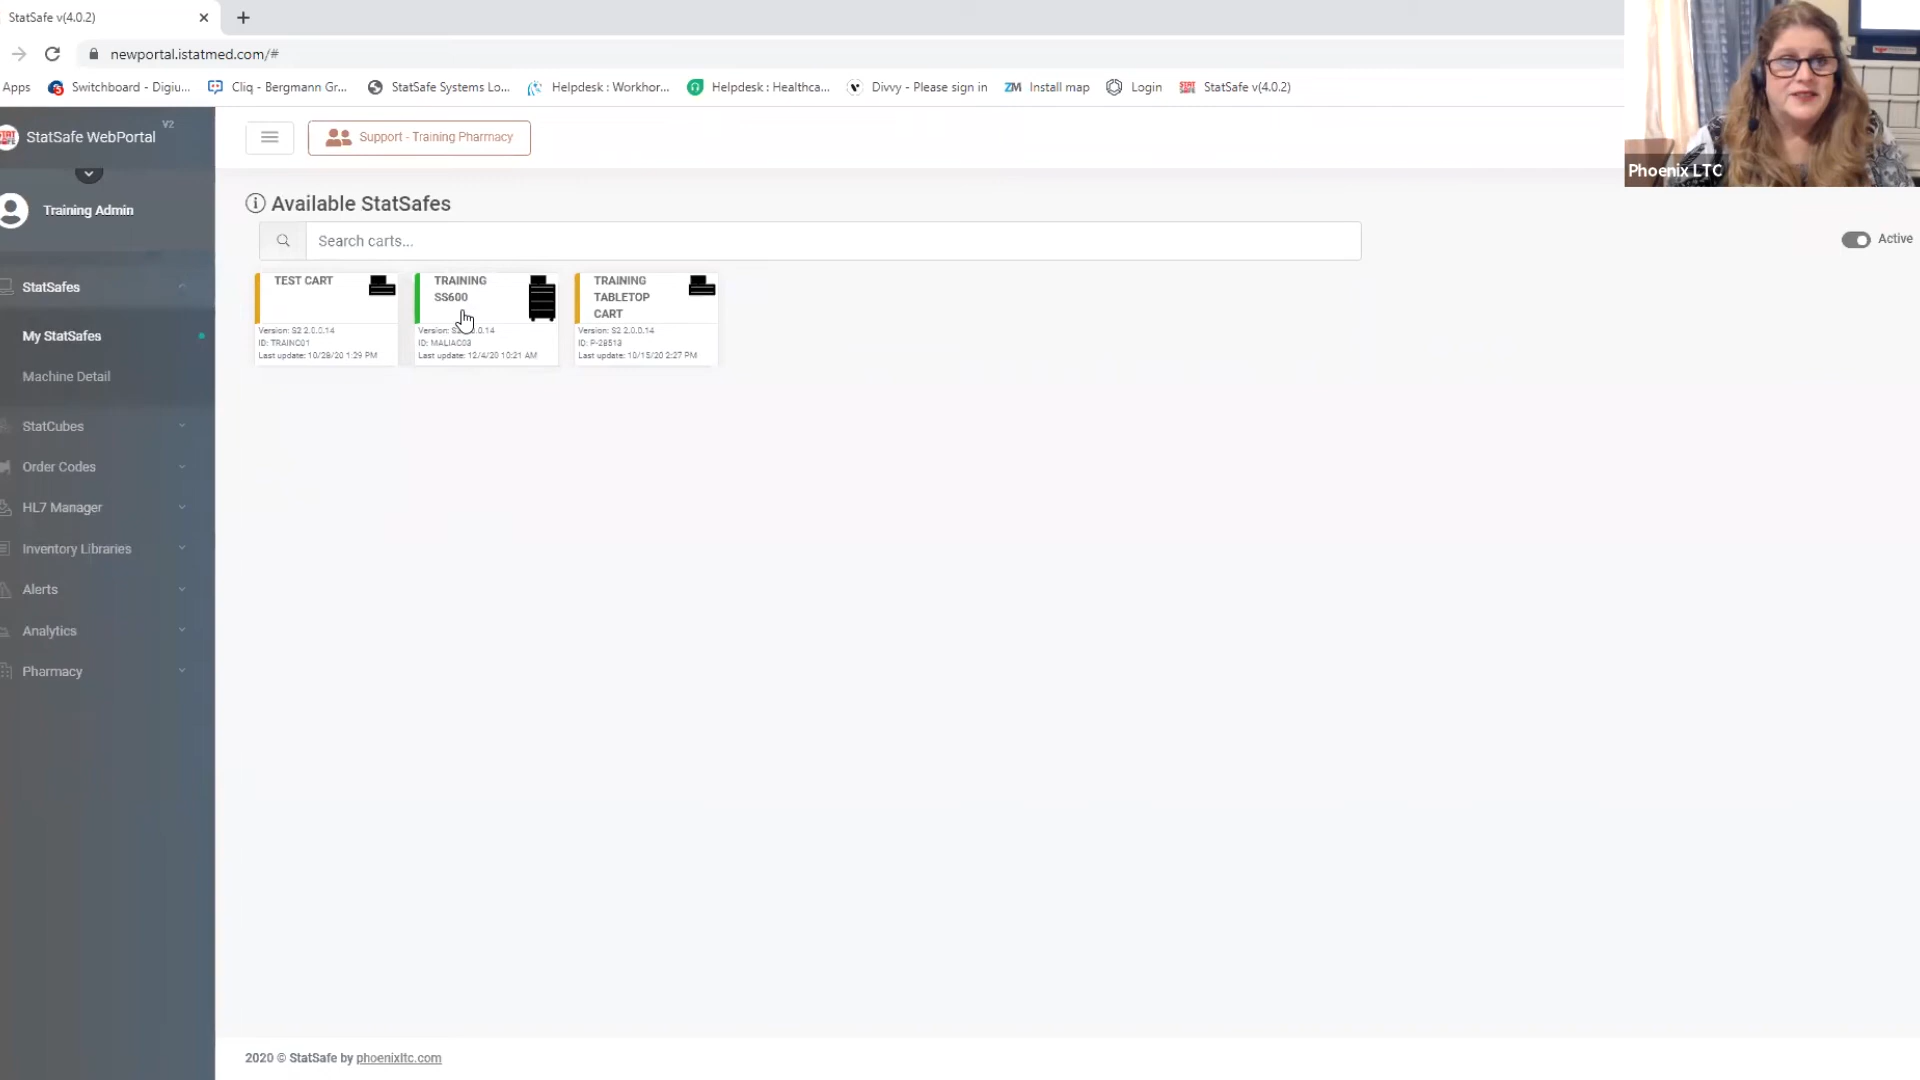 StatSafe v(4.0.2)
newportal.istatmed.com/#
Apps
Switchboard - Digiu...
Cliq - Bergmann Gr...
StatSafe Systems Lo...
Helpdesk : Workhor...
Helpdesk : Healthca...
Divvy - Please sign in
ZM Install map
Login
StatSafe v(4.0.2)
StatSafe WebPortal V2
Support - Training Pharmacy
Phoenix LTC
Training Admin
Available StatSafes
Search carts...
Active
StatSafes
My StatSafes
Machine Detail
StatCubes
Order Codes
HL7 Manager
Inventory Libraries
Alerts
Analytics
Pharmacy
TEST CART
Version: S2 2.0.0.14
ID: TRAINC01
Last update: 10/28/20 1:29 PM
TRAINING
SS600
Version:
ID: MALIAC03
Last update: 12/4/20 10:21 AM
TRAINING
TABLETOP
CART
Version: S2 2.0.0.14
ID: P-28513
Last update: 10/15/20 2:27 PM
2020 © StatSafe by phoenixltc.com